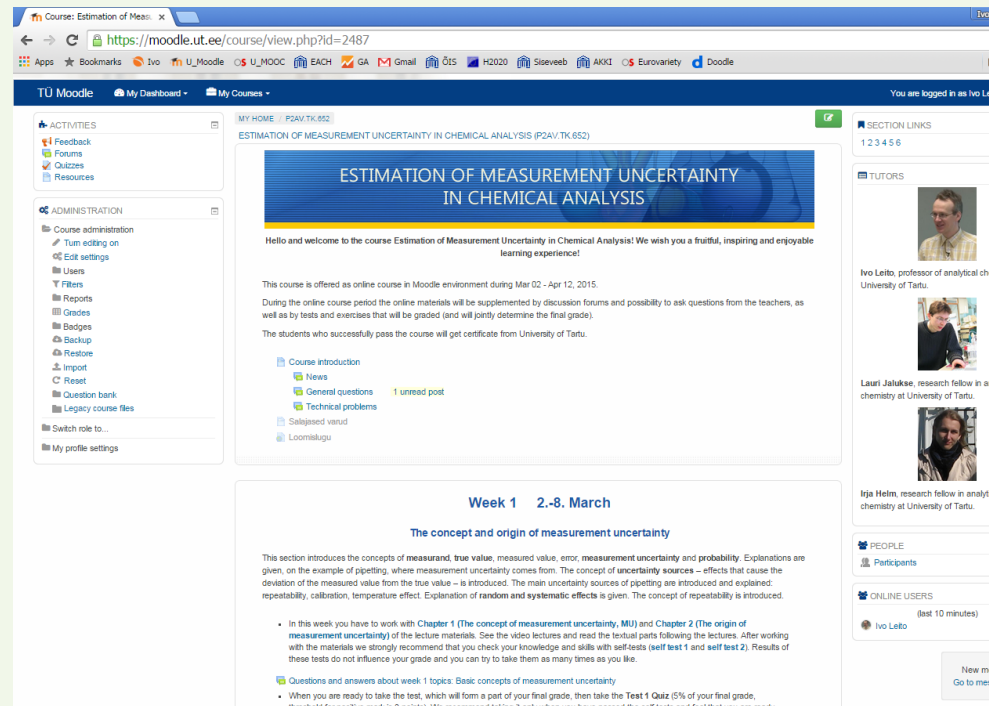 Course: Estimation of Measu
Ivo
https://moodle.ut.ee/course/view.php?id=2487
Apps Bookmarks Ivo U_Moodle U_MOOC EACH GA Gmail ÕIS H2020 Siseveeb AKKI Eurovariety Doodle
TÜ Moodle My Dashboard My Courses You are logged in as Ivo Le
ACTIVITIES
Feedback
Forums
Quizzes
Resources
ADMINISTRATION
Course administration
Turn editing on
Edit settings
Users
Filters
Reports
Grades
Badges
Backup
Restore
Import
Reset
Question bank
Legacy course files
Switch role to...
My profile settings
MY HOME / P2AV.TK.652
ESTIMATION OF MEASUREMENT UNCERTAINTY IN CHEMICAL ANALYSIS (P2AV.TK.652)
ESTIMATION OF MEASUREMENT UNCERTAINTY
IN CHEMICAL ANALYSIS
Hello and welcome to the course Estimation of Measurement Uncertainty in Chemical Analysis! We wish you a fruitful, inspiring and enjoyable
learning experience!
This course is offered as online course in Moodle environment during Mar 02 - Apr 12, 2015.
During the online course period the online materials will be supplemented by discussion forums and possibility to ask questions from the teachers, as
well as by tests and exercises that will be graded (and will jointly determine the final grade).
The students who successfully pass the course will get certificate from University of Tartu.
Course introduction
News
General questions 1 unread post
Technical problems
Salajased varud
Loomislugu
Week 1 2.-8. March
The concept and origin of measurement uncertainty
This section introduces the concepts of measurand, true value, measured value, error, measurement uncertainty and probability. Explanations are
given, on the example of pipetting, where measurement uncertainty comes from. The concept of uncertainty sources – effects that cause the
deviation of the measured value from the true value – is introduced. The main uncertainty sources of pipetting are introduced and explained:
repeatability, calibration, temperature effect. Explanation of random and systematic effects is given. The concept of repeatability is introduced.
In this week you have to work with Chapter 1 (The concept of measurement uncertainty, MU) and Chapter 2 (The origin of
measurement uncertainty) of the lecture materials. See the video lectures and read the textual parts following the lectures. After working
with the materials we strongly recommend that you check your knowledge and skills with self-tests (self test 1 and self test 2). Results of
these tests do not influence your grade and you can try to take them as many times as you like.
Questions and answers about week 1 topics: Basic concepts of measurement uncertainty
When you are ready to take the test, which will form a part of your final grade, then take the Test 1 Quiz (5% of your final grade,
SECTION LINKS
1 2 3 4 5 6
TUTORS
Ivo Leito, professor of analytical ch
University of Tartu.
Lauri Jalukse, research fellow in a
chemistry at University of Tartu.
Irja Helm, research fellow in analyt
chemistry at University of Tartu.
PEOPLE
Participants
ONLINE USERS
(last 10 minutes)
Ivo Leito
New m
Go to mes